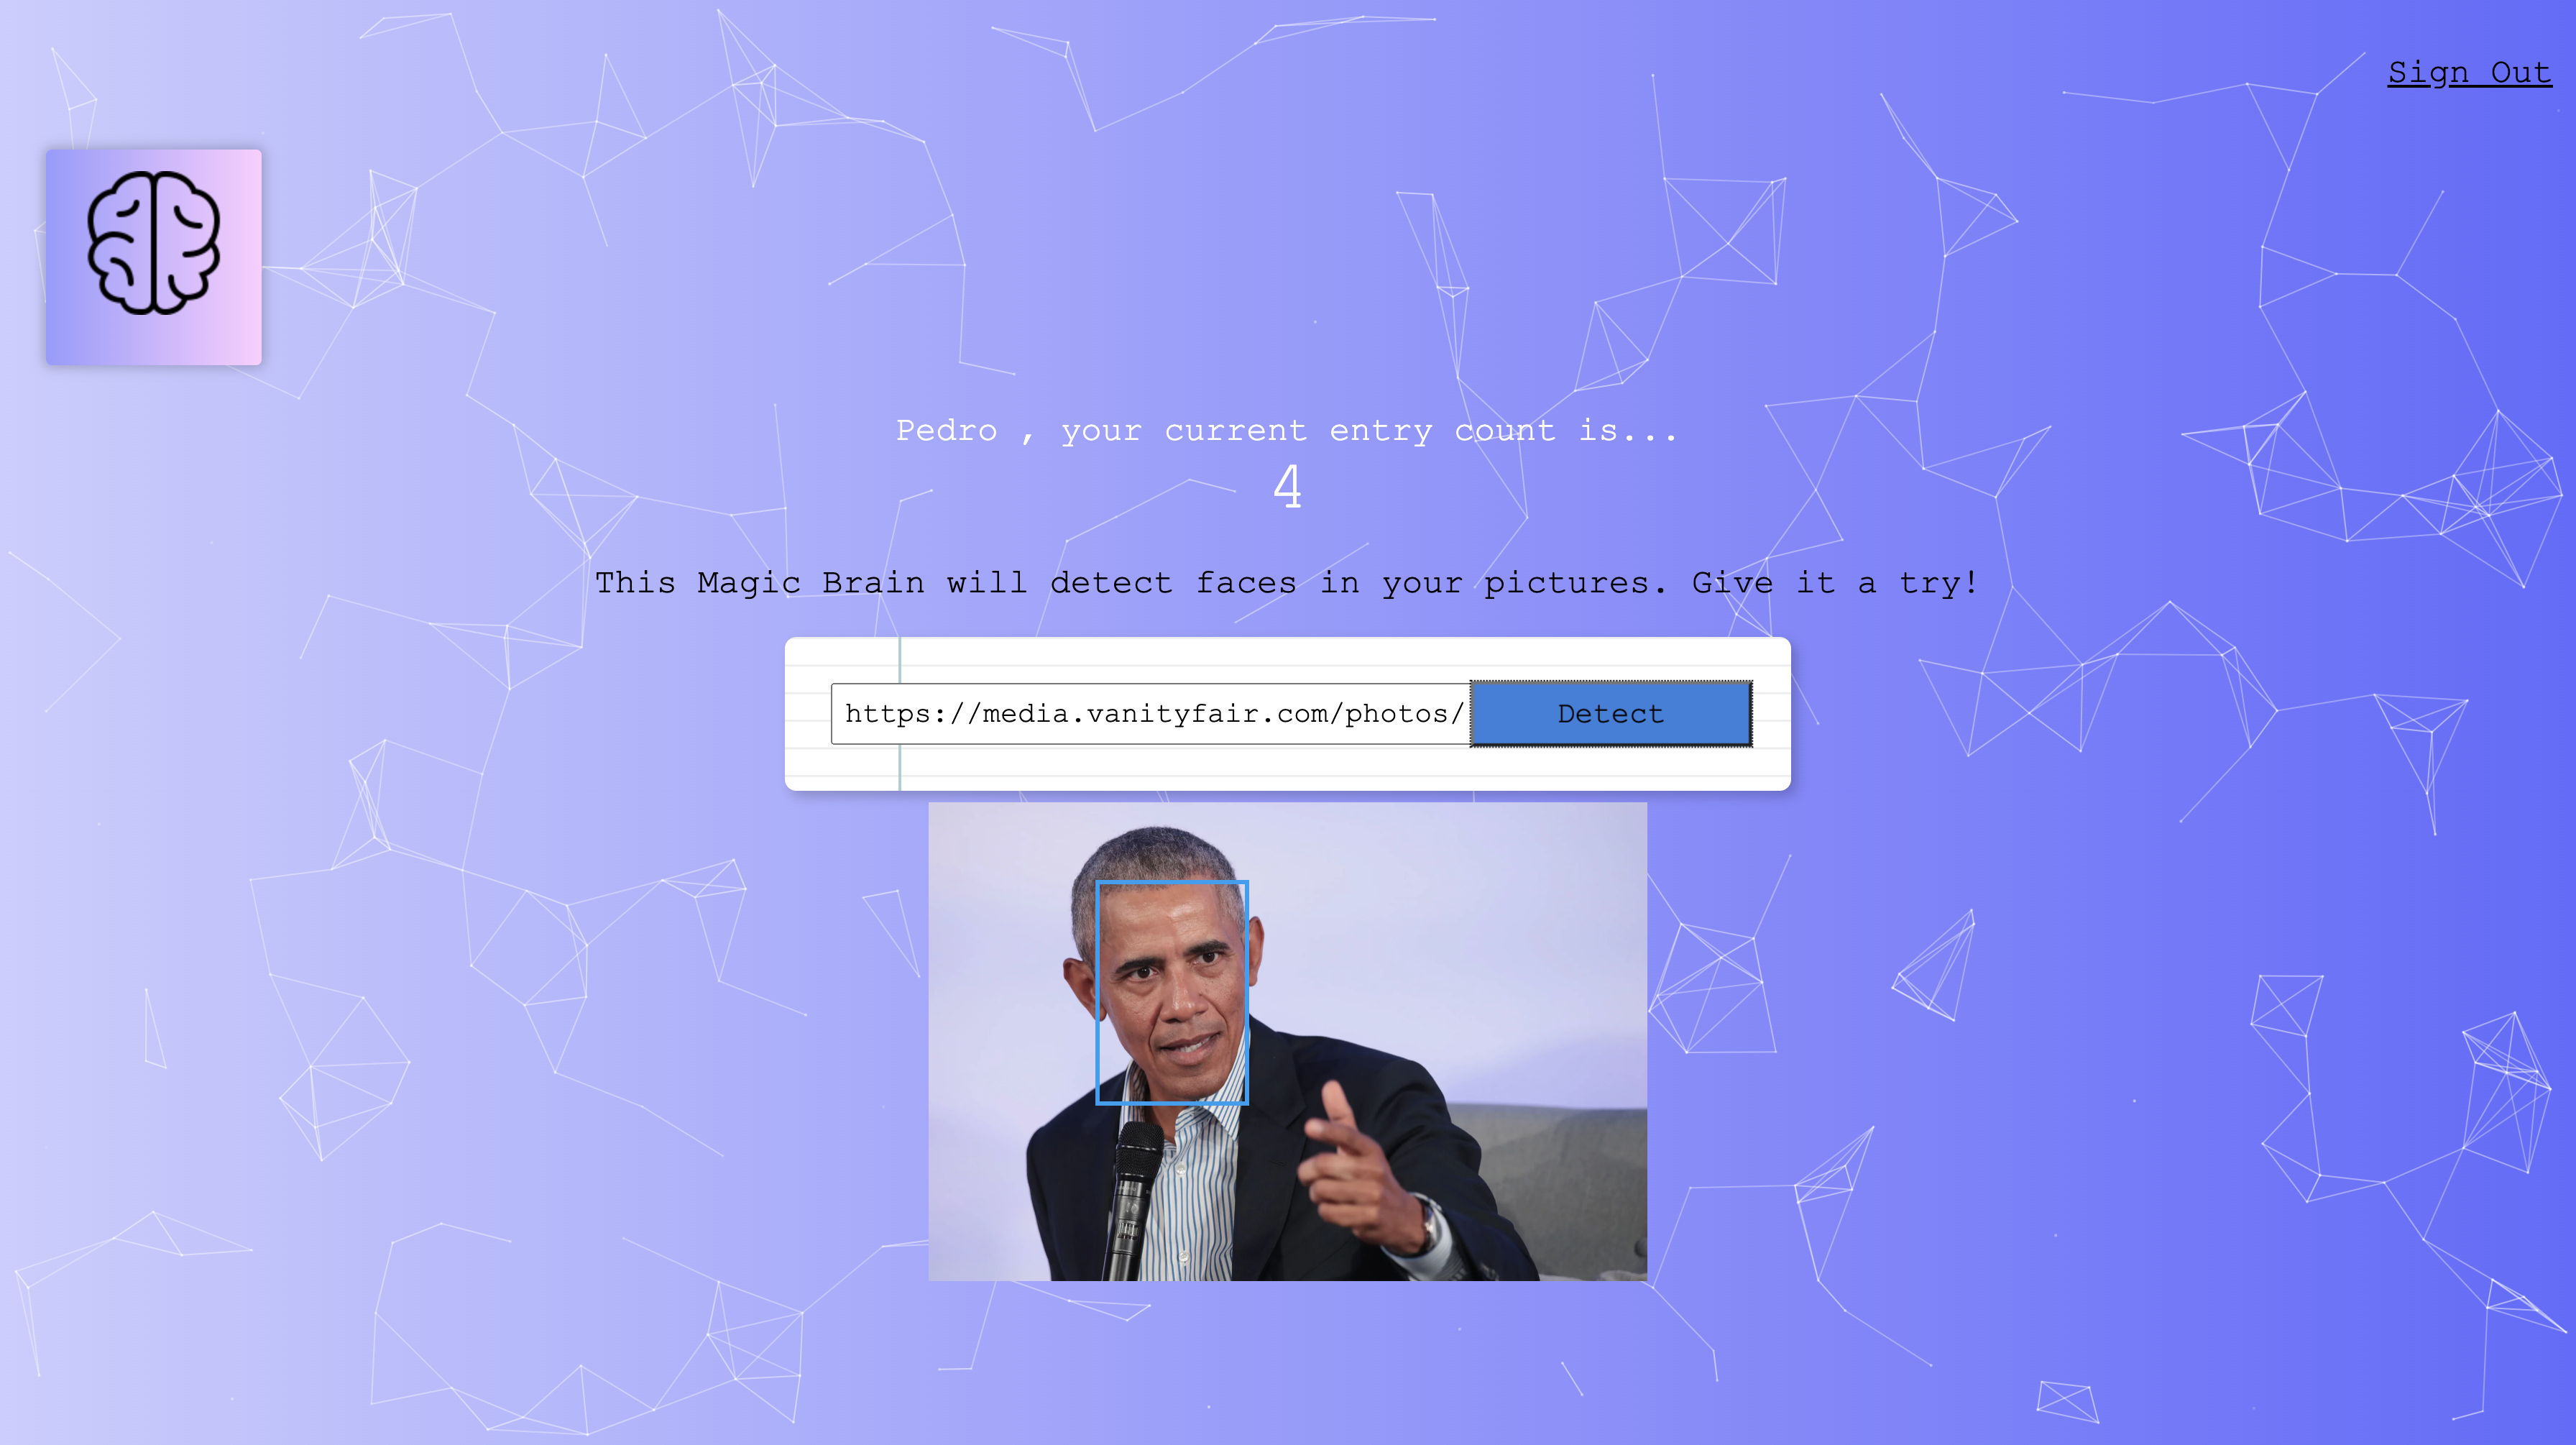 Sign Out
Pedro , your current entry count is...
4
This Magic Brain will detect faces in your pictures. Give it a try!
https://media.vanityfair.com/photos/
Detect